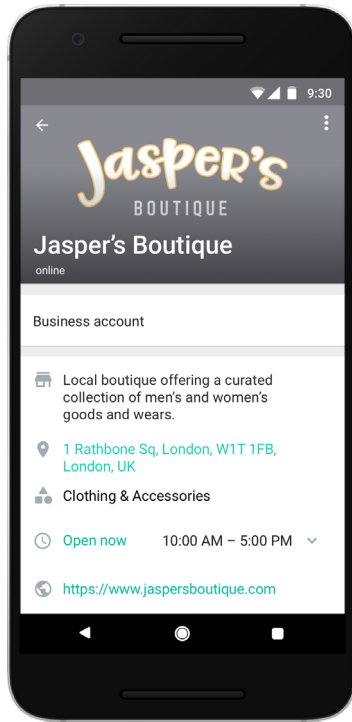 9:30
Jasper's
BOUTIQUE
Jasper's Boutique
online
Business account
Local boutique offering a curated
collection of men's and women's
goods and wears.
1 Rathbone Sq, London, W1T 1FB,
London, UK
Clothing & Accessories
Open now 10:00 AM – 5:00 PM
https://www.jaspersboutique.com